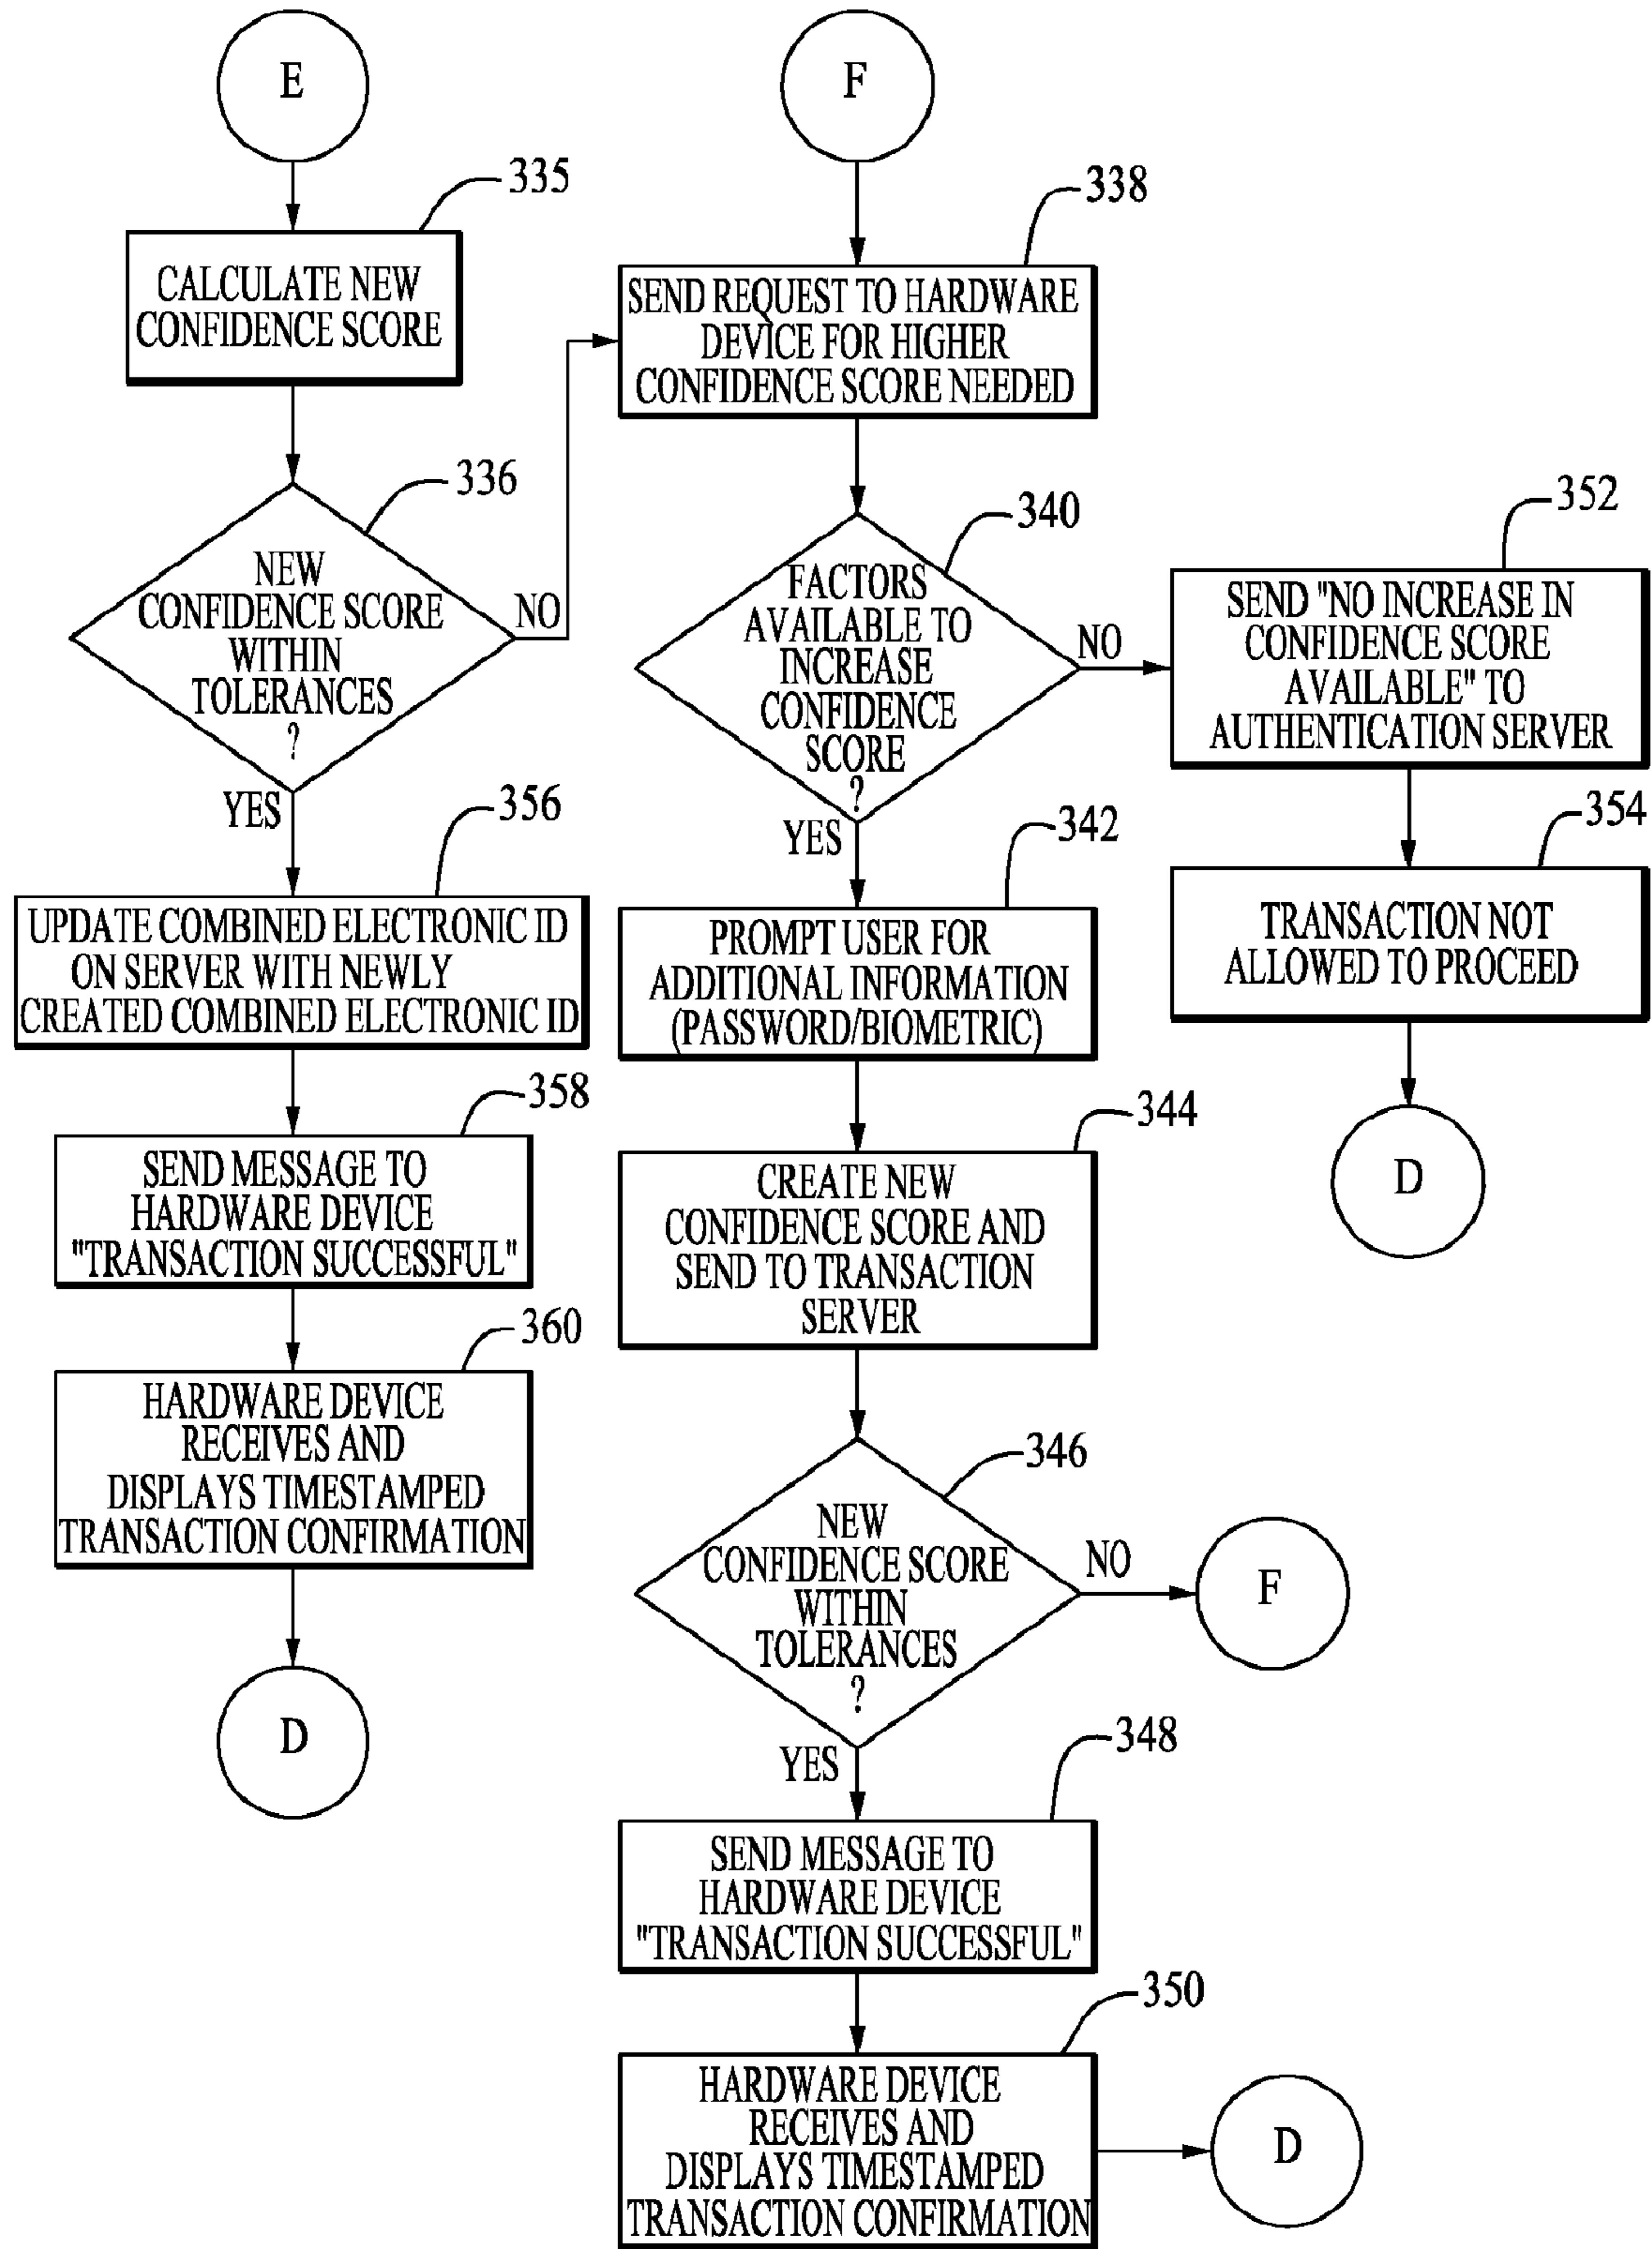 E
335
CALCULATE NEW
CONFIDENCE SCORE
336
NEW
CONFIDENCE SCORE
WITHIN
TOLERANCES
?
NO
YES
356
UPDATE COMBINED ELECTRONIC ID
ON SERVER WITH NEWLY
CREATED COMBINED ELECTRONIC ID
358
SEND MESSAGE TO
HARDWARE DEVICE
"TRANSACTION SUCCESSFUL"
360
HARDWARE DEVICE
RECEIVES AND
DISPLAYS TIMESTAMPED
TRANSACTION CONFIRMATION
D
F
338
SEND REQUEST TO HARDWARE
DEVICE FOR HIGHER
CONFIDENCE SCORE NEEDED
340
FACTORS
AVAILABLE TO
INCREASE
CONFIDENCE
SCORE
?
NO
YES
342
PROMPT USER FOR
ADDITIONAL INFORMATION
(PASSWORD/BIOMETRIC)
344
CREATE NEW
CONFIDENCE SCORE AND
SEND TO TRANSACTION
SERVER
346
NEW
CONFIDENCE SCORE
WITHIN
TOLERANCES
?
NO
F
YES
348
SEND MESSAGE TO
HARDWARE DEVICE
"TRANSACTION SUCCESSFUL"
350
HARDWARE DEVICE
RECEIVES AND
DISPLAYS TIMESTAMPED
TRANSACTION CONFIRMATION
D
352
SEND "NO INCREASE IN
CONFIDENCE SCORE
AVAILABLE" TO
AUTHENTICATION SERVER
354
TRANSACTION NOT
ALLOWED TO PROCEED
D